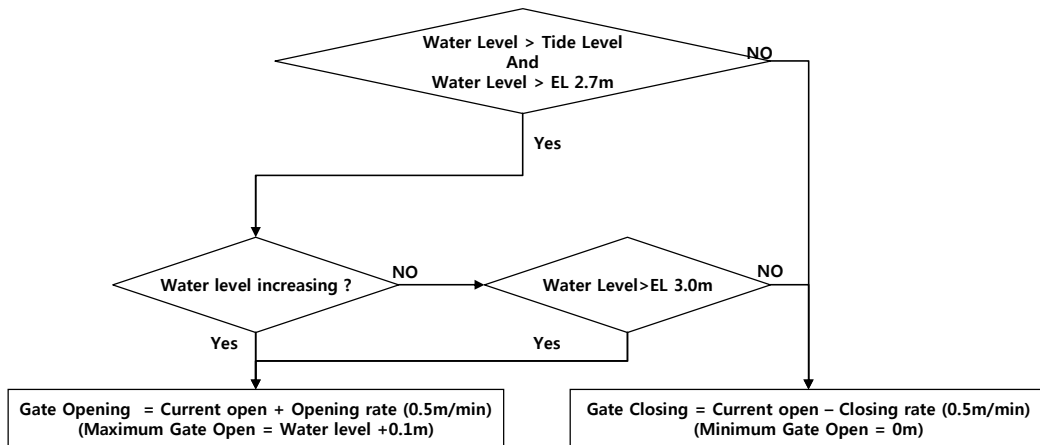 Water Level > Tide Level
And
Water Level > EL 2.7m
NO
Yes
Water level increasing ?
NO
Water Level>EL 3.0m
NO
Yes
Yes
Gate Opening = Current open + Opening rate (0.5m/min)
(Maximum Gate Open = Water level +0.1m)
Gate Closing = Current open – Closing rate (0.5m/min)
(Minimum Gate Open = 0m)